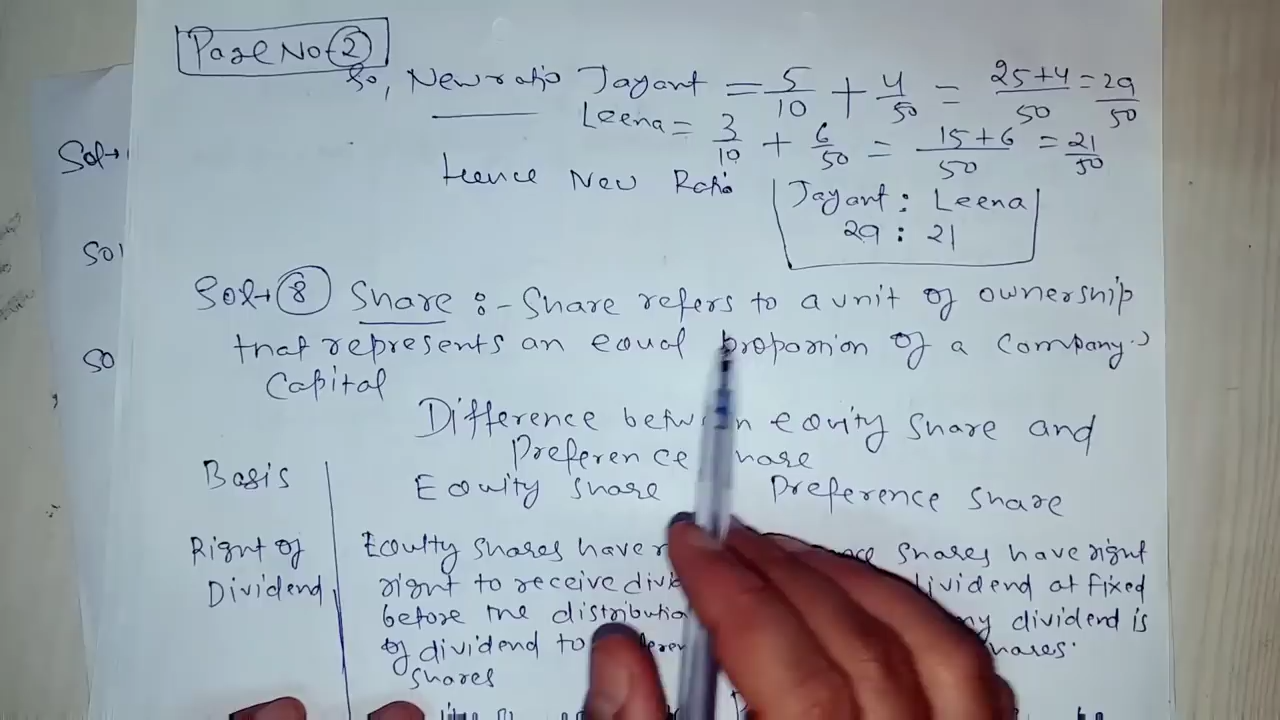 Page No-2
So, New ratio Jayant = 5/10 + 4/50 = 25+4/50 = 29/50
Leena = 3/10 + 6/50 = 15+6/50 = 21/50
Hence New Ratio
Jayant : Leena
29 : 21
Sol→ 8 Share :- Share refers to a unit of ownership
that represents an equal proportion of a company's
Capital
Difference between equity share and
Preference share
Basis Equity share Preference share
Right of Dividend
Equity shares have
right to receive
before the
of dividend to
shares
shares have right
dividend at fixed
dividend is
shares.
Sol→
Sol
So